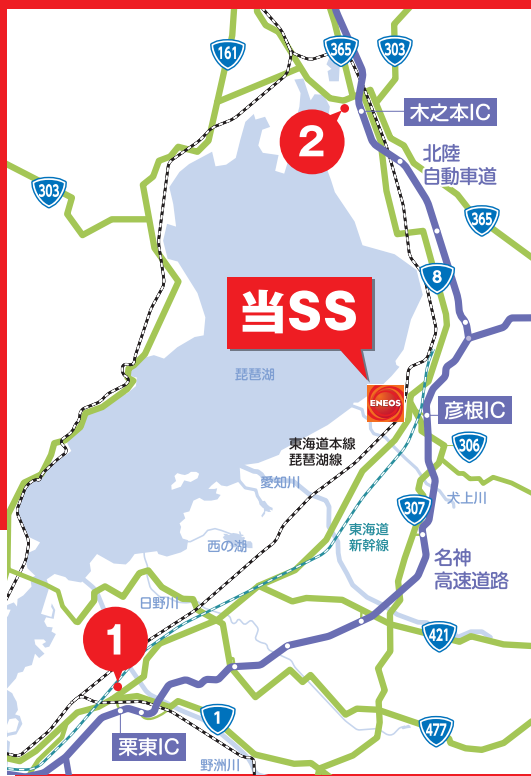 161
365
303
2
木之本IC
北陸
自動車道
303
365
8
当SS
琵琶湖
ENEOS
彦根IC
東海道本線
琵琶湖線
306
愛知川
犬上川
307
東海道
新幹線
西の湖
名神
高速道路
日野川
1
421
1
477
栗東IC
野洲川